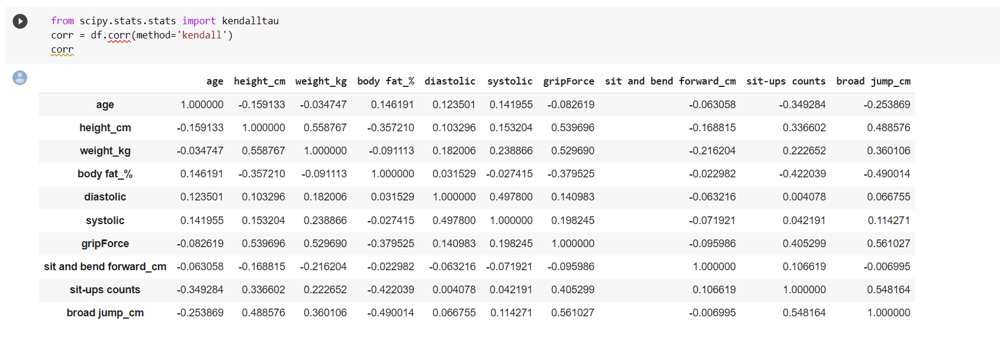 from scipy.stats.stats import kendalltau
corr = df.corr(method='kendall')
corr
age height_cm weight_kg body fat_% diastolic systolic gripForce sit and bend forward_cm sit-ups counts broad jump_cm
age 1.000000 -0.159133 -0.034747 0.146191 0.123501 0.141955 -0.082619 -0.063058 -0.349284 -0.253869
height_cm -0.159133 1.000000 0.558767 -0.357210 0.103296 0.153204 0.539696 -0.168815 0.336602 0.488576
weight_kg -0.034747 0.558767 1.000000 -0.091113 0.182006 0.238866 0.529690 -0.216204 0.222652 0.360106
body fat_% 0.146191 -0.357210 -0.091113 1.000000 0.031529 -0.027415 -0.379525 -0.022982 -0.422039 -0.490014
diastolic 0.123501 0.103296 0.182006 0.031529 1.000000 0.497800 0.140983 -0.063216 0.004078 0.066755
systolic 0.141955 0.153204 0.238866 -0.027415 0.497800 1.000000 0.198245 -0.071921 0.042191 0.114271
gripForce -0.082619 0.539696 0.529690 -0.379525 0.140983 0.198245 1.000000 -0.095986 0.405299 0.561027
sit and bend forward_cm -0.063058 -0.168815 -0.216204 -0.022982 -0.063216 -0.071921 -0.095986 1.000000 0.106619 -0.006995
sit-ups counts -0.349284 0.336602 0.222652 -0.422039 0.004078 0.042191 0.405299 0.106619 1.000000 0.548164
broad jump_cm -0.253869 0.488576 0.360106 -0.490014 0.066755 0.114271 0.561027 -0.006995 0.548164 1.000000